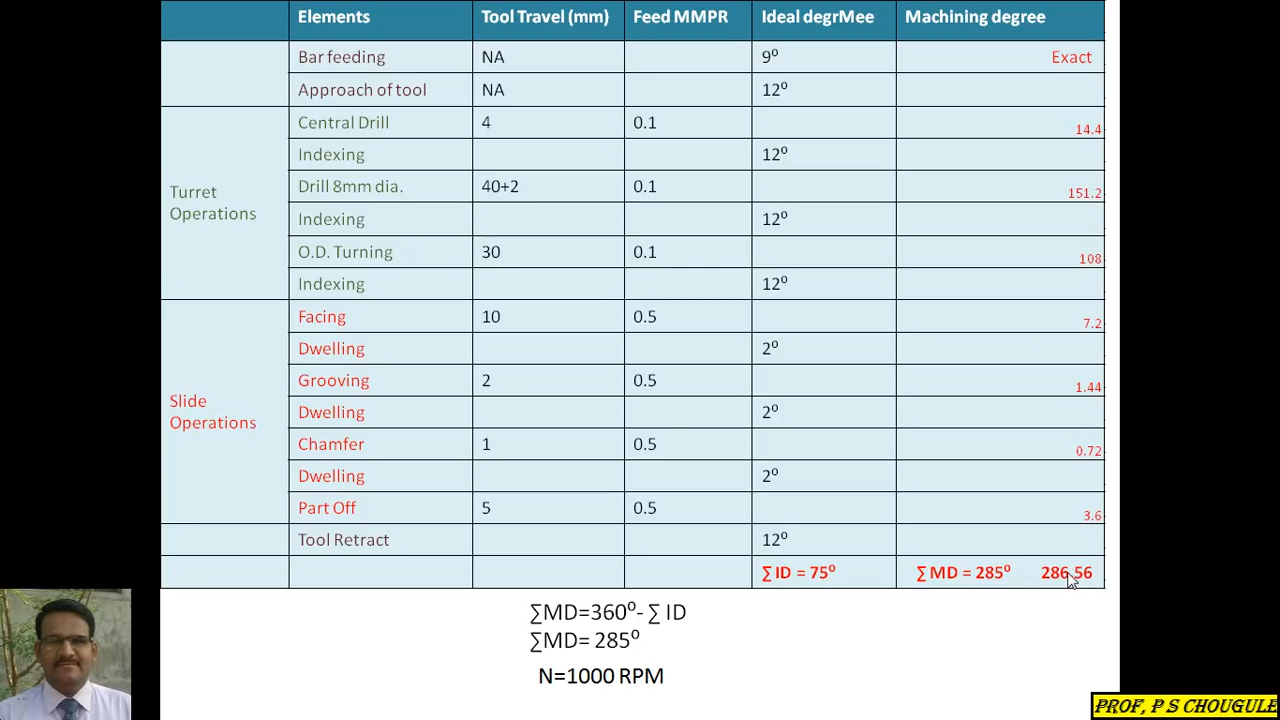 Elements Tool Travel (mm) Feed MMPR Ideal degrMee Machining degree
Bar feeding NA 9⁰ Exact
Approach of tool NA 12⁰
Central Drill 4 0.1 14.4
Indexing 12⁰
Turret Operations
Drill 8mm dia. 40+2 0.1 151.2
Indexing 12⁰
O.D. Turning 30 0.1 108
Indexing 12⁰
Facing 10 0.5 7.2
Dwelling 2⁰
Grooving 2 0.5 1.44
Slide Operations
Dwelling 2⁰
Chamfer 1 0.5 0.72
Dwelling 2⁰
Part Off 5 0.5 3.6
Tool Retract 12⁰
∑ ID = 75⁰ ∑ MD = 285⁰ 286.56
∑MD=360⁰- ∑ ID
∑MD= 285⁰
N=1000 RPM
PROF, P S CHOUGULE